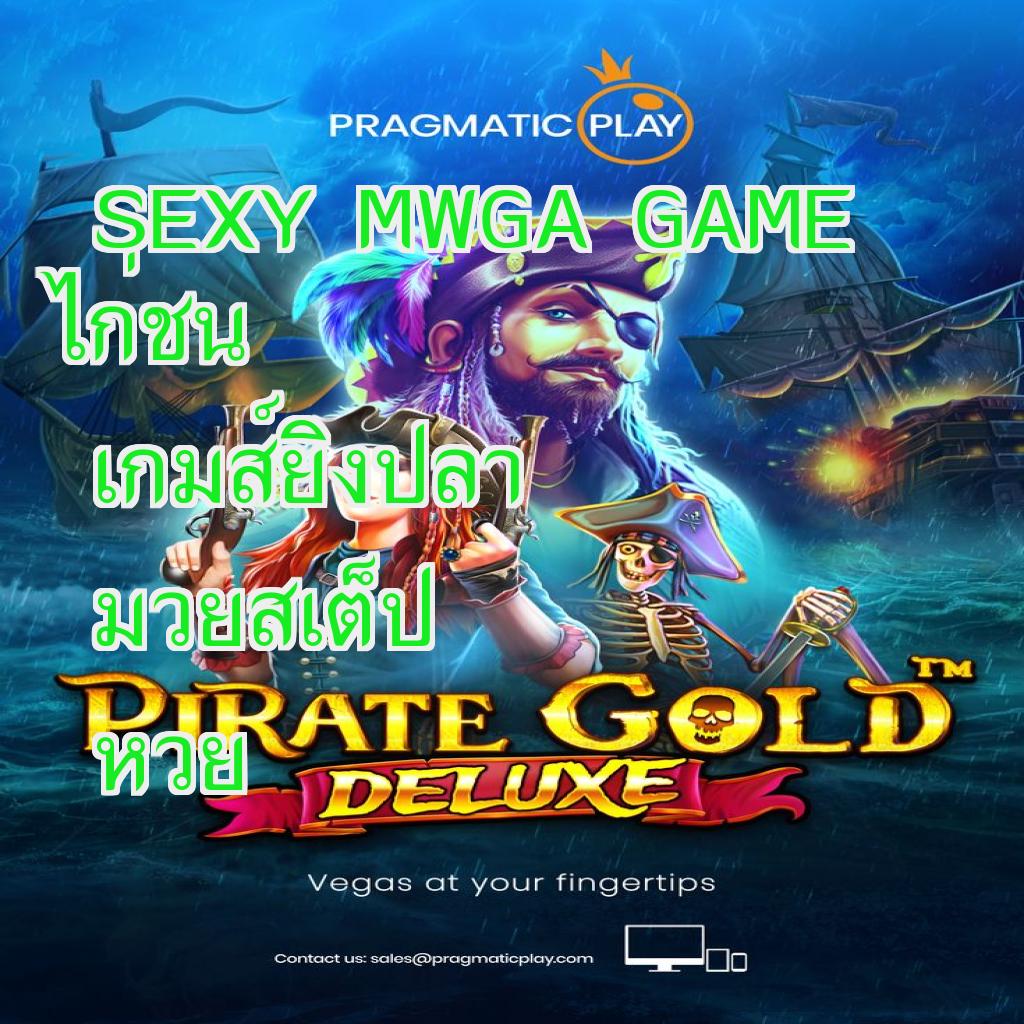 PRAGMATIC PLAY
SEXY MWGA GAME
ไก่ชน
เกมส์ยิงปลา
มวยสเต็ป
PIRATE GOLD™
หวย
DELUXE
Vegas at your fingertips
Contact us: sales@pragmaticplay.com